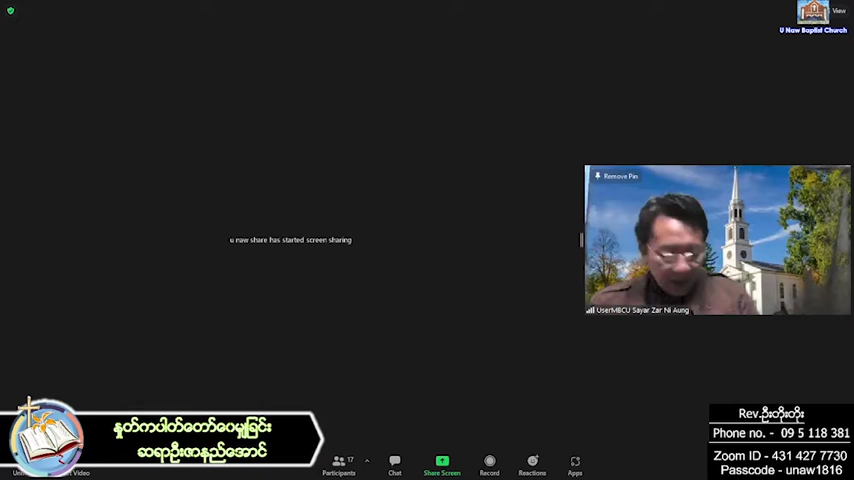 View
U Naw Baptist Church
Remove Pin
u naw share has started screen sharing
UserMBCU Sayar Zar Ni Aung
နှုတ်ကပါတ်တော်ဝေမျှခြင်း
ဆရာဦးဇာနည်အောင်
17
Participants
Chat
Share Screen
Record
Reactions
Apps
Rev.ဦးတိုးတိုး
Phone no. - 09 5 118 381
Zoom ID - 431 427 7730
Passcode - unaw1816